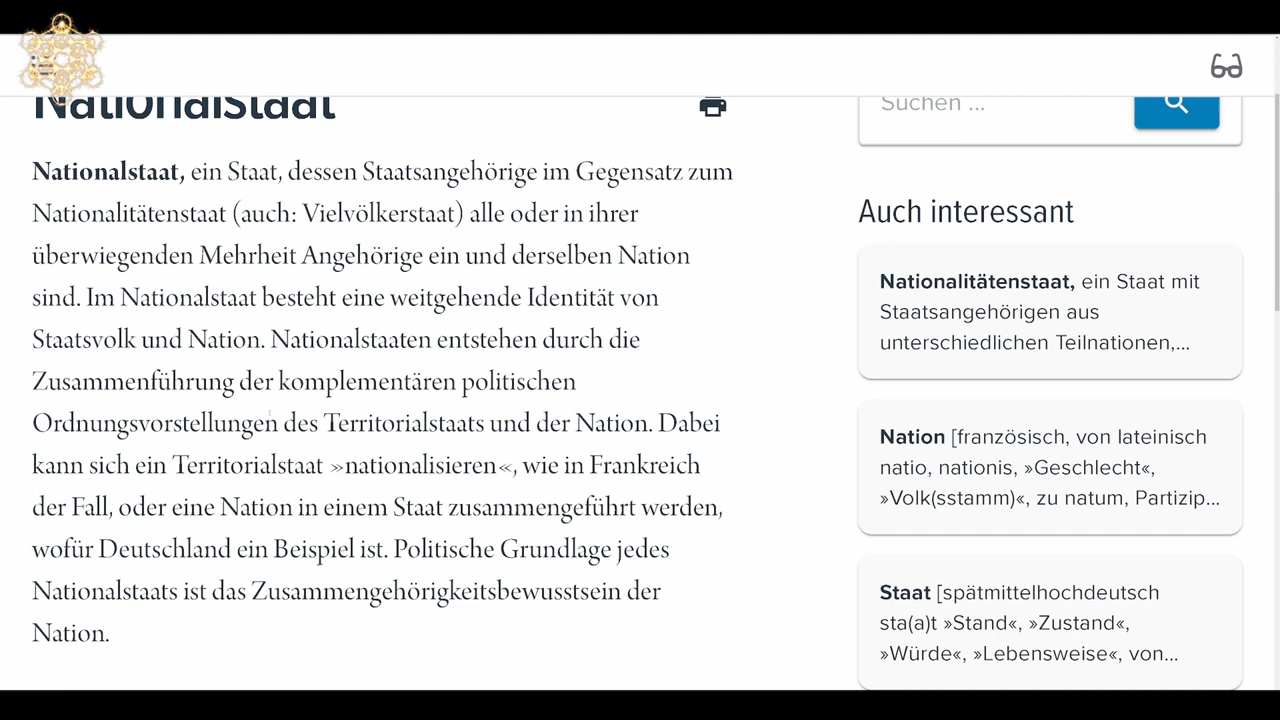 Nationalstaat
Nationalstaat, ein Staat, dessen Staatsangehörige im Gegensatz zum
Nationalitätenstaat (auch: Vielvölkerstaat) alle oder in ihrer
überwiegenden Mehrheit Angehörige ein und derselben Nation
sind. Im Nationalstaat besteht eine weitgehende Identität von
Staatsvolk und Nation. Nationalstaaten entstehen durch die
Zusammenführung der komplementären politischen
Ordnungsvorstellungen des Territorialstaats und der Nation. Dabei
kann sich ein Territorialstaat »nationalisieren«, wie in Frankreich
der Fall, oder eine Nation in einem Staat zusammengeführt werden,
wofür Deutschland ein Beispiel ist. Politische Grundlage jedes
Nationalstaats ist das Zusammengehörigkeitsbewusstsein der
Nation.
Suchen ...
Auch interessant
Nationalitätenstaat, ein Staat mit
Staatsangehörigen aus
unterschiedlichen Teilnationen,...
Nation [französisch, von lateinisch
natio, nationis, »Geschlecht«,
»Volk(sstamm)«, zu natum, Partizip...
Staat [spätmittelhochdeutsch
sta(a)t »Stand«, »Zustand«,
»Würde«, »Lebensweise«, von...